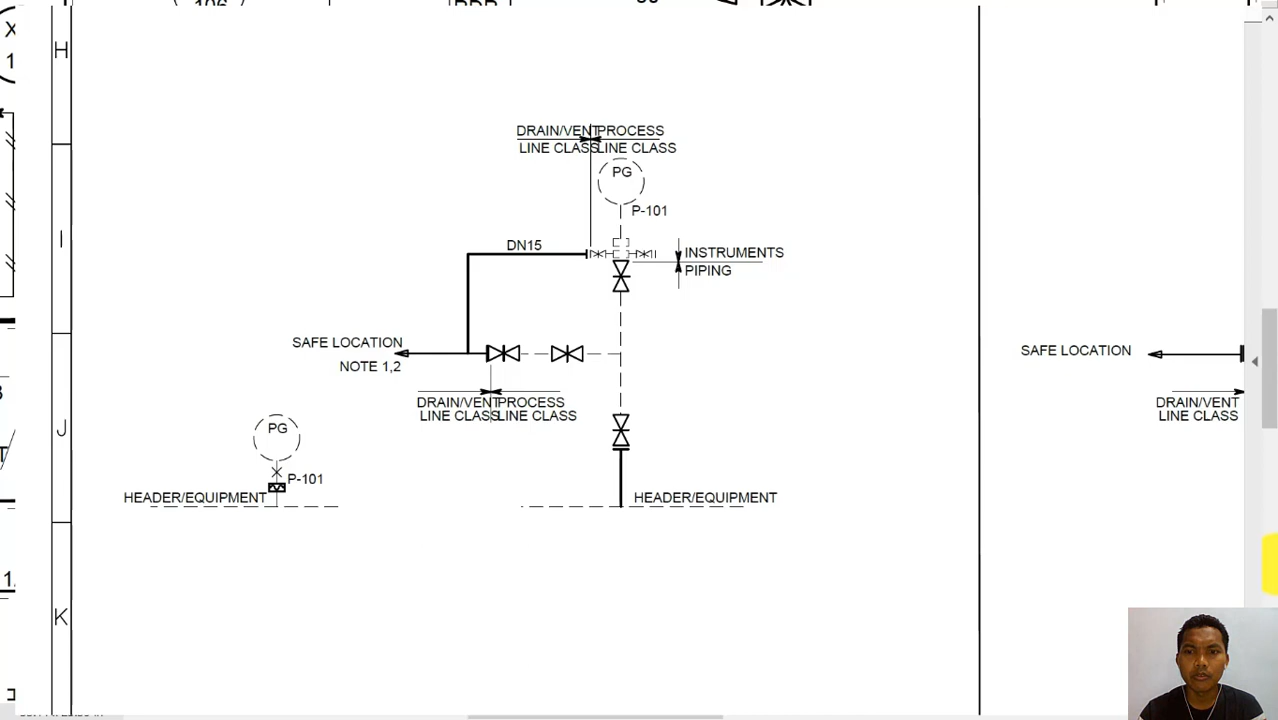 H
DRAIN/VENT PROCESS
LINE CLASS LINE CLASS
PG
P-101
I
DN15
INSTRUMENTS
PIPING
SAFE LOCATION
NOTE 1,2
SAFE LOCATION
DRAIN/VENT PROCESS
LINE CLASS LINE CLASS
DRAIN/VENT
LINE CLASS
J
PG
P-101
HEADER/EQUIPMENT
HEADER/EQUIPMENT
K